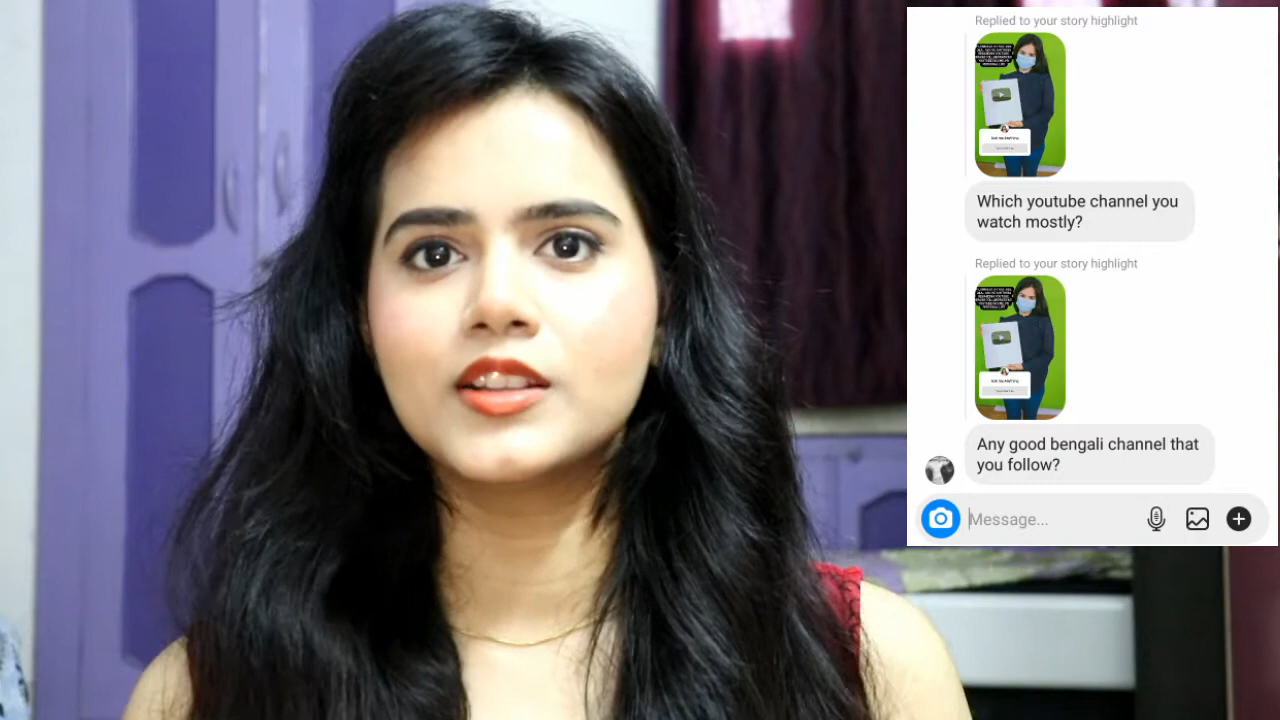 Replied to your story highlight
Which youtube channel you
watch mostly?
Replied to your story highlight
Any good bengali channel that
you follow?
Message...